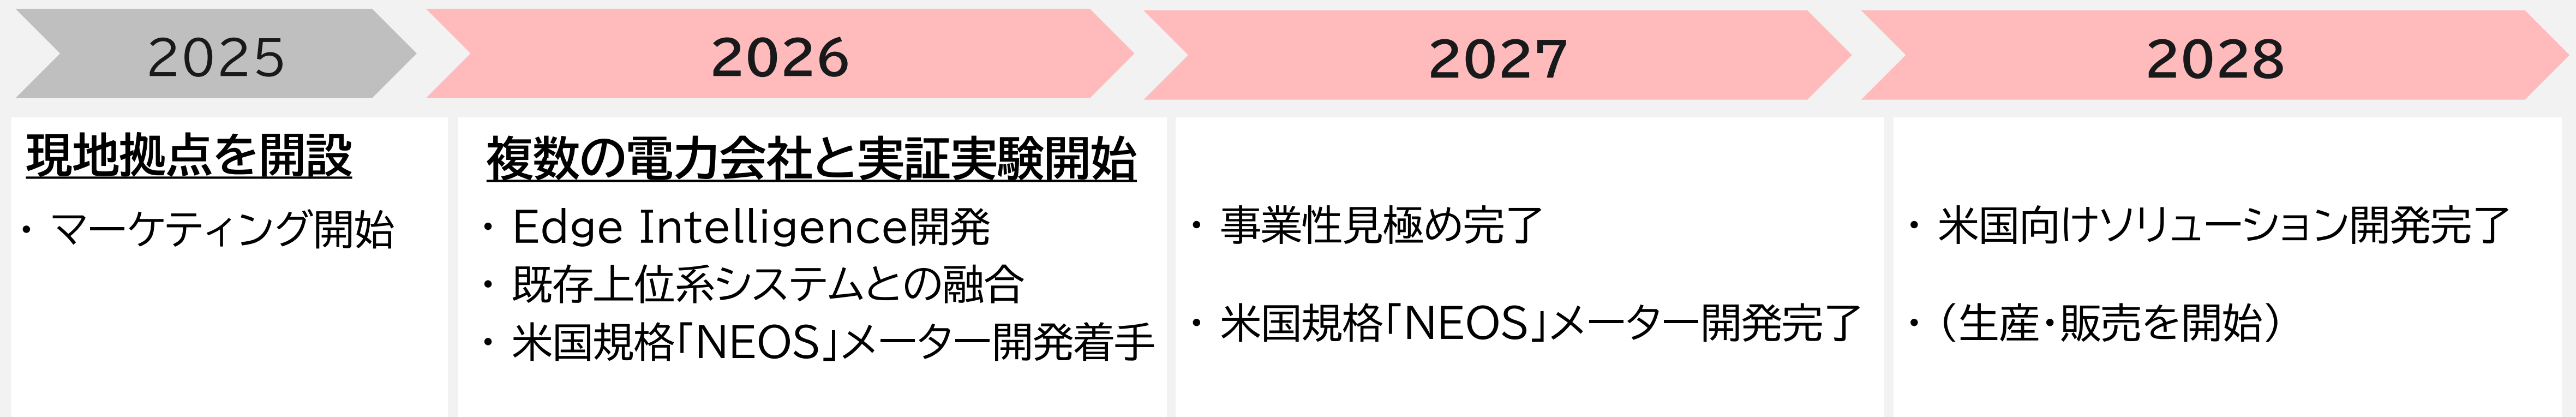 2025
2026
2027
2028
現地拠点を開設
・マーケティング開始
複数の電力会社と実証実験開始
・Edge Intelligence開発
・既存上位系システムとの融合
・米国規格「NEOS」メーター開発着手
・事業性見極め完了
・米国規格「NEOS」メーター開発完了
・米国向けソリューション開発完了
・（生産・販売を開始）